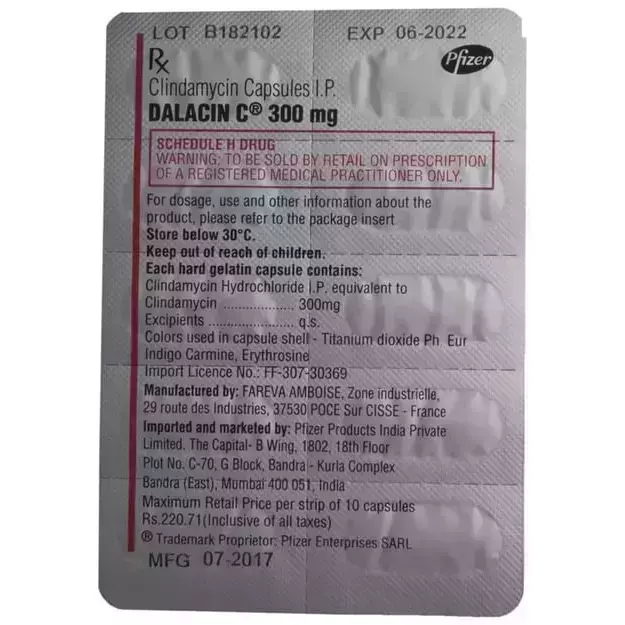 LOT B182102 EXP 06-2022
Rx Pfizer
Clindamycin Capsules I.P.
DALACIN C® 300 mg
SCHEDULE H DRUG
WARNING: TO BE SOLD BY RETAIL ON PRESCRIPTION
OF A REGISTERED MEDICAL PRACTITIONER ONLY.
For dosage, use and other information about the
product, please refer to the package insert.
Store below 30°C.
Keep out of reach of children.
Each hard gelatin capsule contains:
Clindamycin Hydrochloride I.P. equivalent to
Clindamycin .................. 300mg
Excipients ..................... q.s.
Colors used in capsule shell - Titanium dioxide Ph Eur
Indigo Carmine, Erythrosine
Import Licence No.: FF-307-30369
Manufactured by: FAREVA AMBOISE, Zone industrielle,
29 route des Industries, 37530 POCE Sur CISSE - France
Imported and marketed by: Pfizer Products India Private
Limited. The Capital- B Wing, 1802, 18th Floor
Plot No. C-70, G Block, Bandra - Kurla Complex
Bandra (East), Mumbai 400 051, India
Maximum Retail Price per strip of 10 capsules
Rs.220.71(Inclusive of all taxes)
® Trademark Proprietor: Pfizer Enterprises SARL
MFG 07-2017